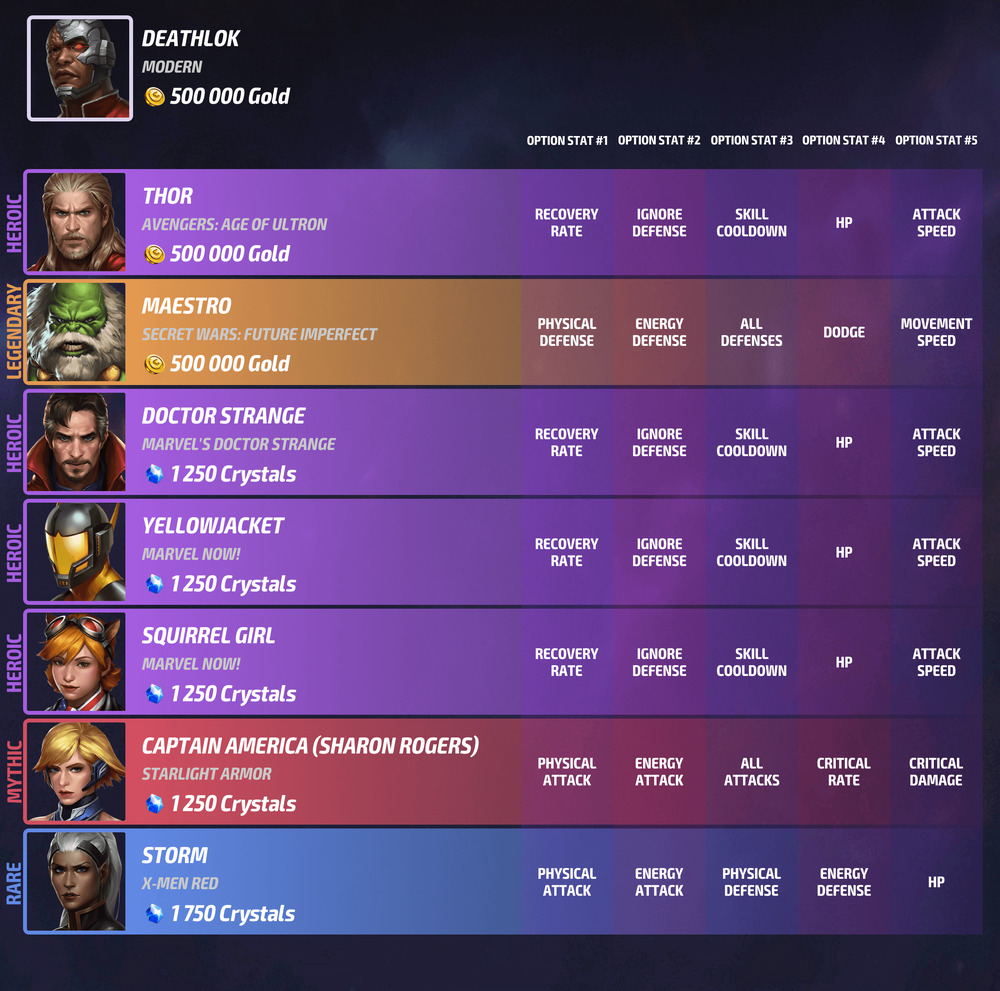 DEATHLOK
MODERN
500 000 Gold
OPTION STAT #1 OPTION STAT #2 OPTION STAT #3 OPTION STAT #4 OPTION STAT #5
HEROIC
THOR
AVENGERS: AGE OF ULTRON
500 000 Gold
RECOVERY
RATE
IGNORE
DEFENSE
SKILL
COOLDOWN
HP
ATTACK
SPEED
LEGENDARY
MAESTRO
SECRET WARS: FUTURE IMPERFECT
500 000 Gold
PHYSICAL
DEFENSE
ENERGY
DEFENSE
ALL
DEFENSES
DODGE
MOVEMENT
SPEED
HEROIC
DOCTOR STRANGE
MARVEL'S DOCTOR STRANGE
1 250 Crystals
RECOVERY
RATE
IGNORE
DEFENSE
SKILL
COOLDOWN
HP
ATTACK
SPEED
HEROIC
YELLOWJACKET
MARVEL NOW!
1 250 Crystals
RECOVERY
RATE
IGNORE
DEFENSE
SKILL
COOLDOWN
HP
ATTACK
SPEED
HEROIC
SQUIRREL GIRL
MARVEL NOW!
1 250 Crystals
RECOVERY
RATE
IGNORE
DEFENSE
SKILL
COOLDOWN
HP
ATTACK
SPEED
MYTHIC
CAPTAIN AMERICA (SHARON ROGERS)
STARLIGHT ARMOR
1 250 Crystals
PHYSICAL
ATTACK
ENERGY
ATTACK
ALL
ATTACKS
CRITICAL
RATE
CRITICAL
DAMAGE
RARE
STORM
X-MEN RED
1 750 Crystals
PHYSICAL
ATTACK
ENERGY
ATTACK
PHYSICAL
DEFENSE
ENERGY
DEFENSE
HP